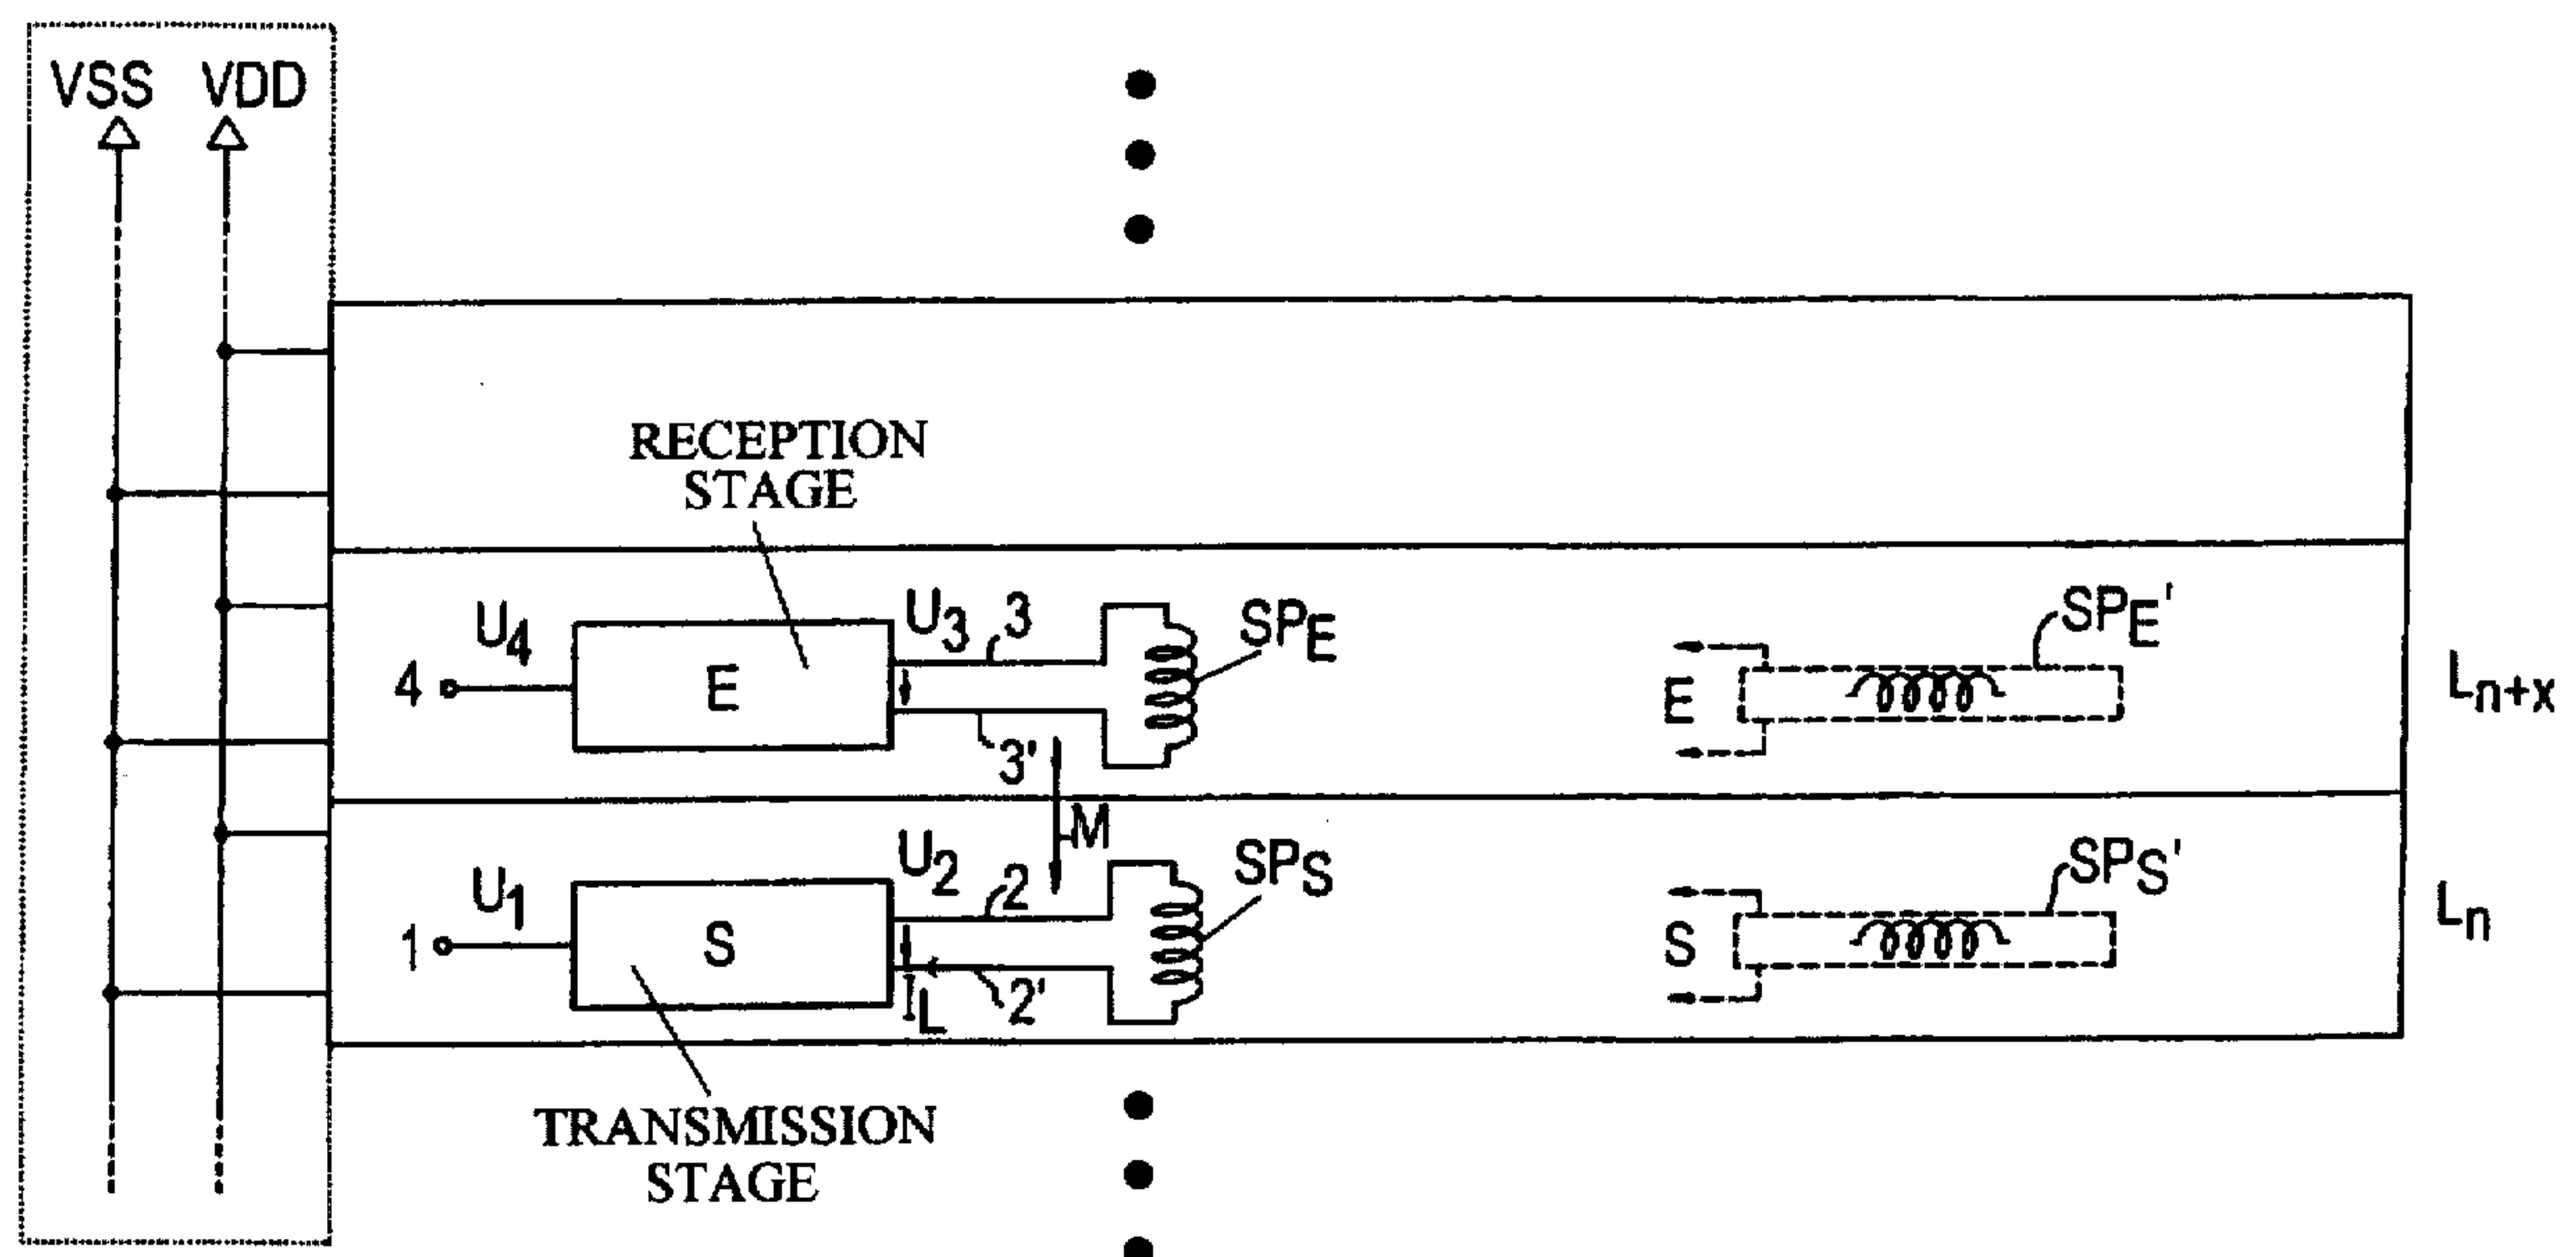 VSS VDD
RECEPTION
STAGE
U3 3 SPE SPE'
U4
4 E E Ln+x
3'
M
U2 2 SPS SPS'
U1
1 S S Ln
IL 2'
TRANSMISSION
STAGE